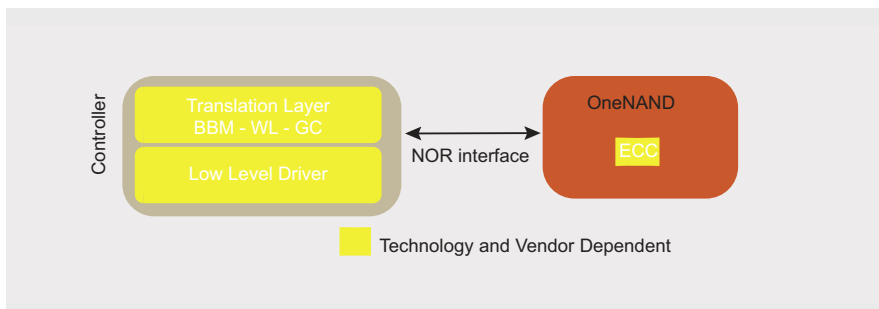 Controller
Translation Layer
BBM - WL - GC
Low Level Driver
NOR interface
OneNAND
ECC
Technology and Vendor Dependent